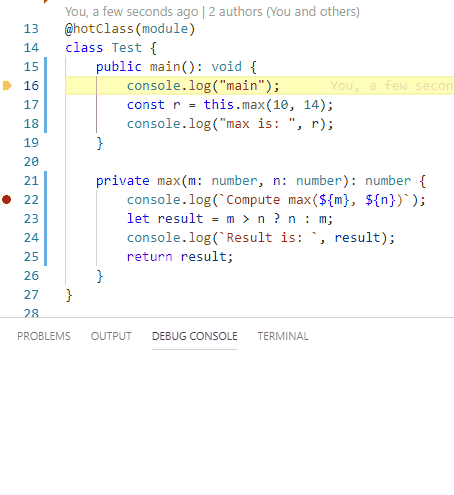 You, a few seconds ago | 2 authors (You and others)
13 @hotClass(module)
14 class Test {
15 public main(): void {
16 console.log("main"); You, a few secon
17 const r = this.max(10, 14);
18 console.log("max is: ", r);
19 }
20
21 private max(m: number, n: number): number {
22 console.log(`Compute max(${m}, ${n})`);
23 let result = m > n ? n : m;
24 console.log(`Result is: `, result);
25 return result;
26 }
27 }
28
PROBLEMS OUTPUT DEBUG CONSOLE TERMINAL